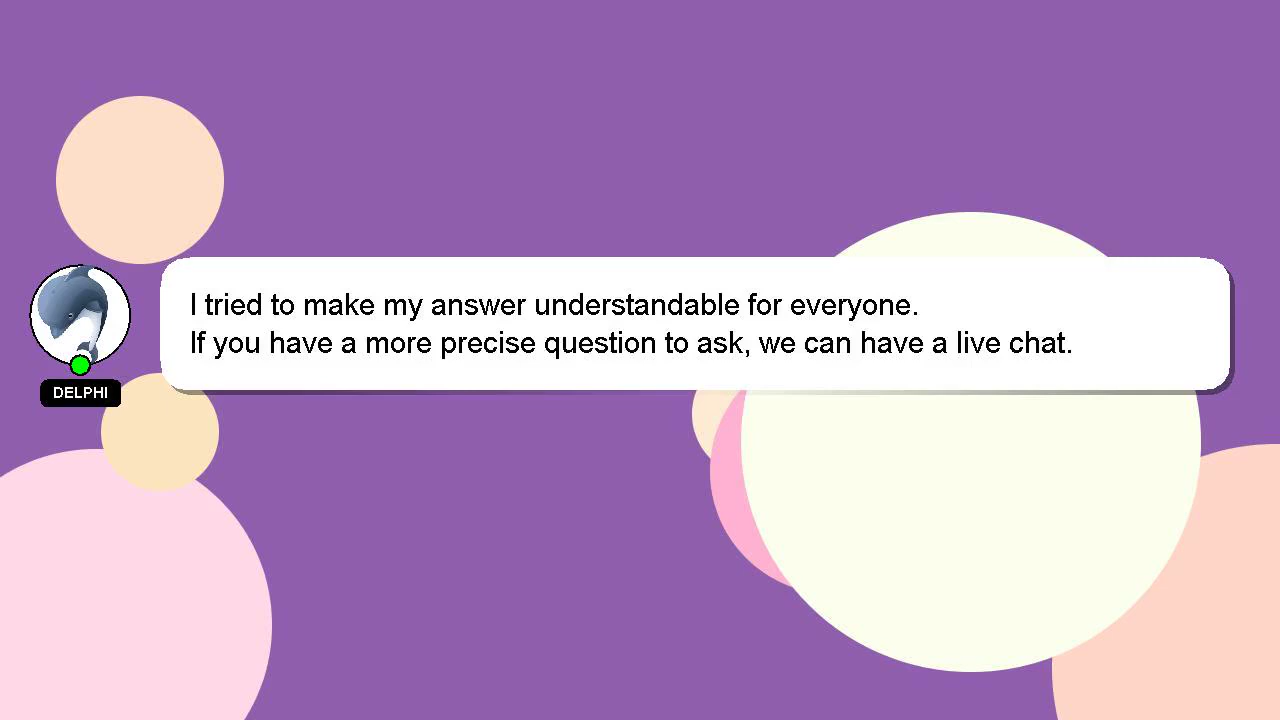 I tried to make my answer understandable for everyone.
If you have a more precise question to ask, we can have a live chat.
DELPHI